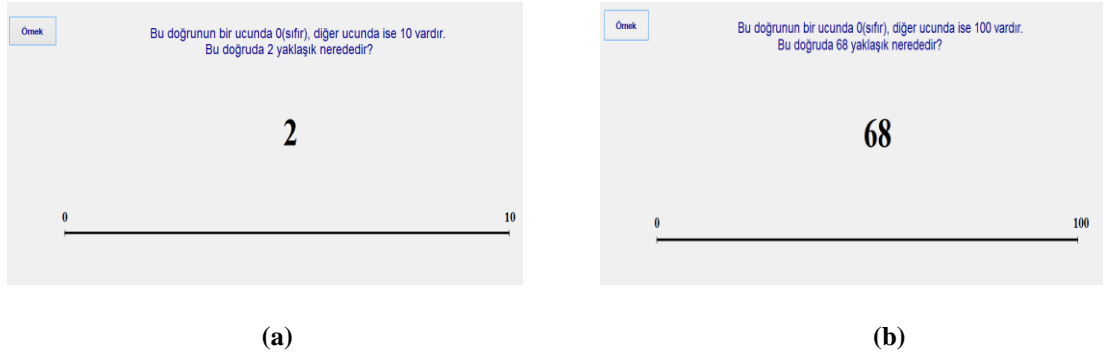 Örnek
Bu doğrunun bir ucunda 0(sıfır), diğer ucunda ise 10 vardır.
Bu doğruda 2 yaklaşık nerededir?
2
0 10
(a)
Örnek
Bu doğrunun bir ucunda 0(sıfır), diğer ucunda ise 100 vardır.
Bu doğruda 68 yaklaşık nerededir?
68
0 100
(b)